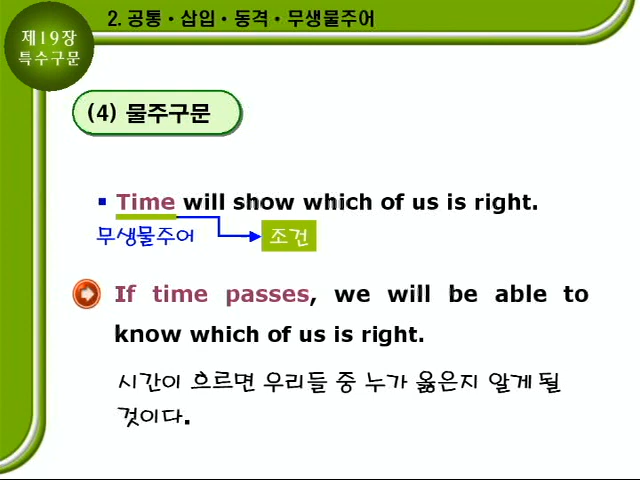 제19장
특수구문
2. 공통·삽입·동격·무생물주어
(4) 물주구문
▪ Time will show which of us is right.
무생물주어 조건
If time passes, we will be able to
know which of us is right.
시간이 흐르면 우리들 중 누가 옳은지 알게 될
것이다.